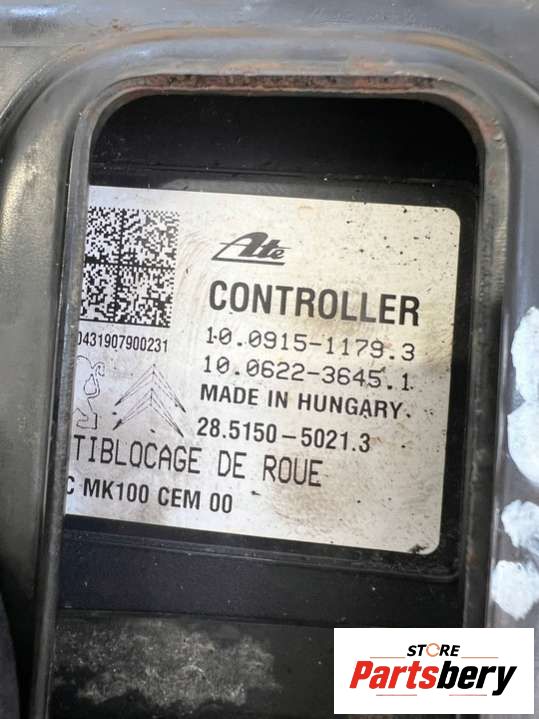 Ate
CONTROLLER
10.0915-1179.3
0431907900231
10.0622-3645.1
MADE IN HUNGARY
28.5150-5021.3
TIBLOCAGE DE ROUE
C MK100 CEM 00
STORE
Partsbery